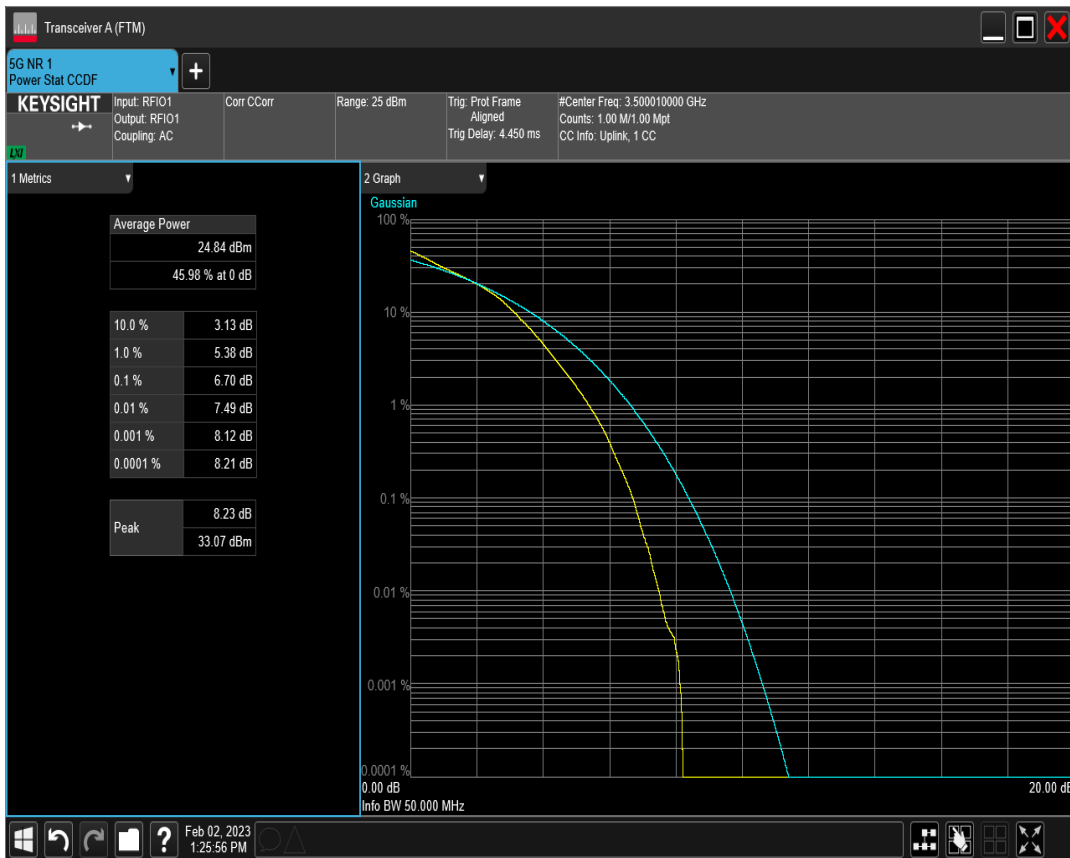 Transceiver A (FTM)
5G NR 1
Power Stat CCDF
+
KEYSIGHT
LXI
Input: RFIO1
Output: RFIO1
Coupling: AC
Corr CCorr
Range: 25 dBm
Trig: Prot Frame
Aligned
Trig Delay: 4.450 ms
#Center Freq: 3.500010000 GHz
Counts: 1.00 M/1.00 Mpt
CC Info: Uplink, 1 CC
1 Metrics
Average Power
24.84 dBm
45.98 % at 0 dB
10.0 % 3.13 dB
1.0 % 5.38 dB
0.1 % 6.70 dB
0.01 % 7.49 dB
0.001 % 8.12 dB
0.0001 % 8.21 dB
Peak
8.23 dB
33.07 dBm
2 Graph
Gaussian
100 %
10 %
1 %
0.1 %
0.01 %
0.001 %
0.0001 %
0.00 dB 20.00 dB
Info BW 50.000 MHz
?
Feb 02, 2023
1:25:56 PM